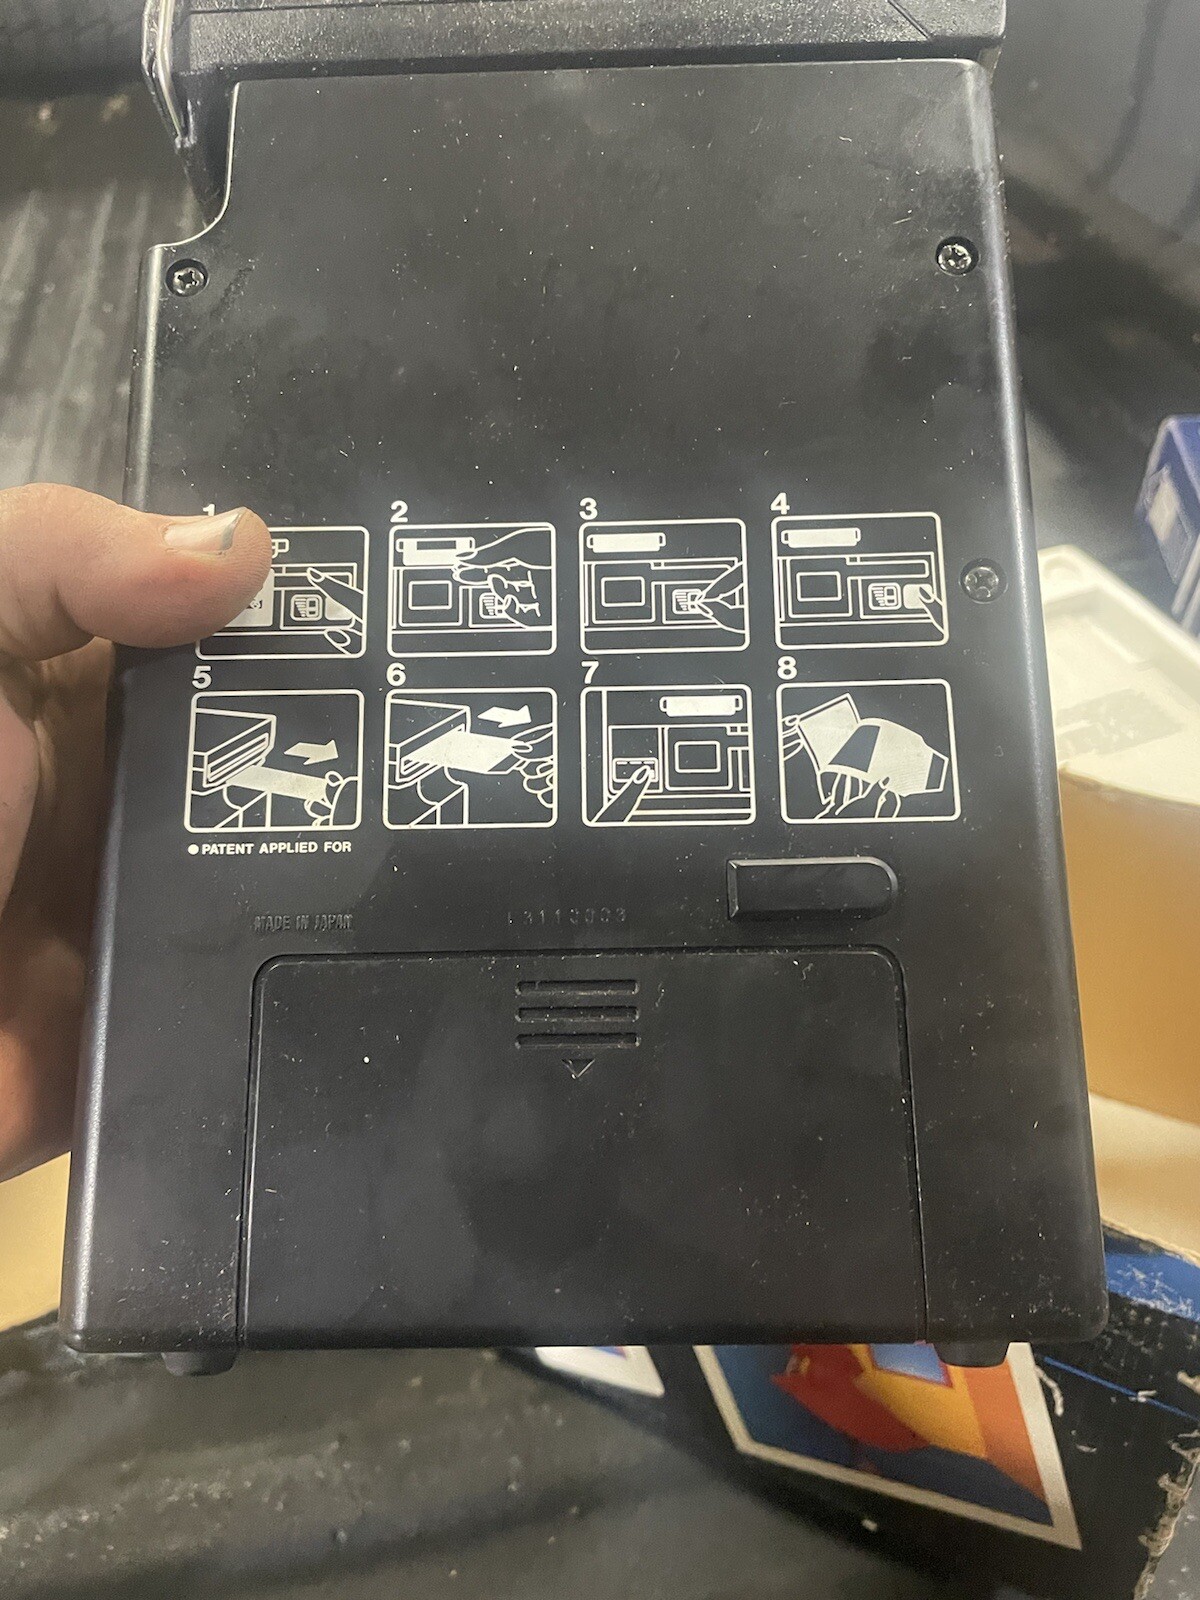 1 2 3 4
5 6 7 8
● PATENT APPLIED FOR
MADE IN JAPAN